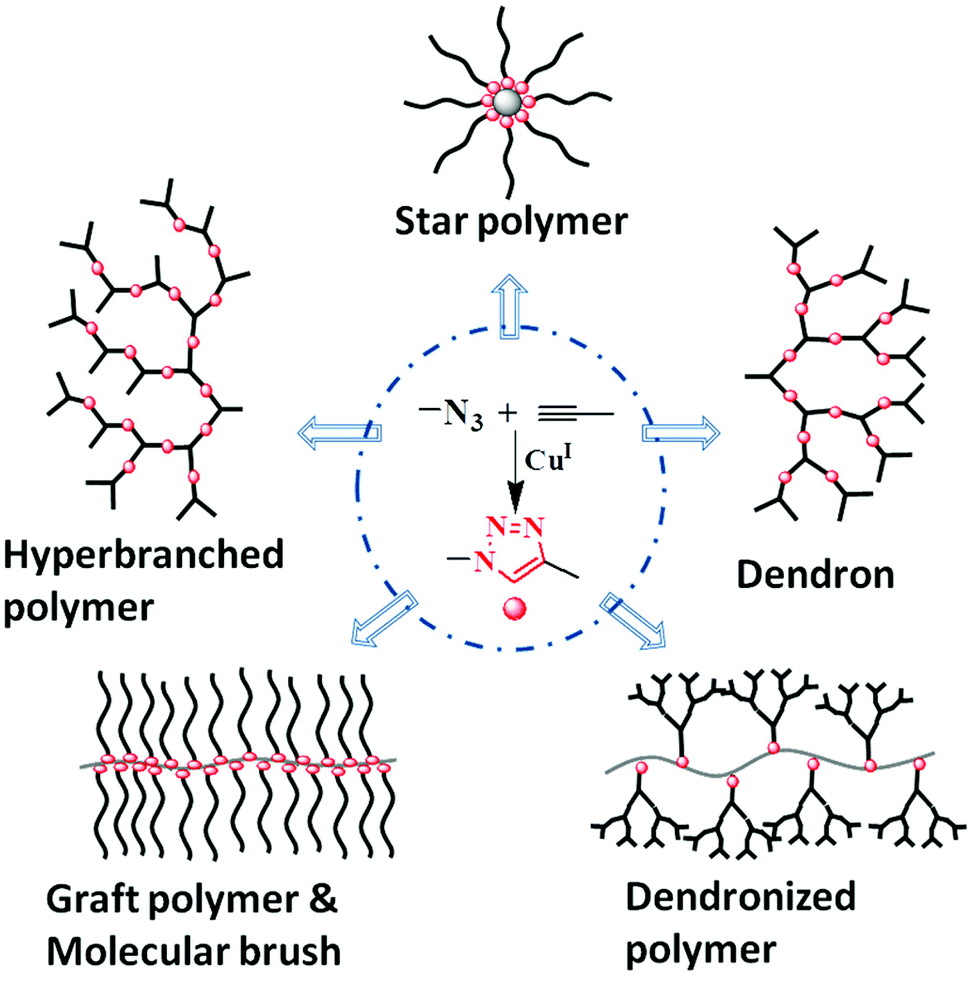 Star polymer
–N₃ +
Cuᴵ
N=N
N
Hyperbranched
polymer
Dendron
Graft polymer &
Molecular brush
Dendronized
polymer